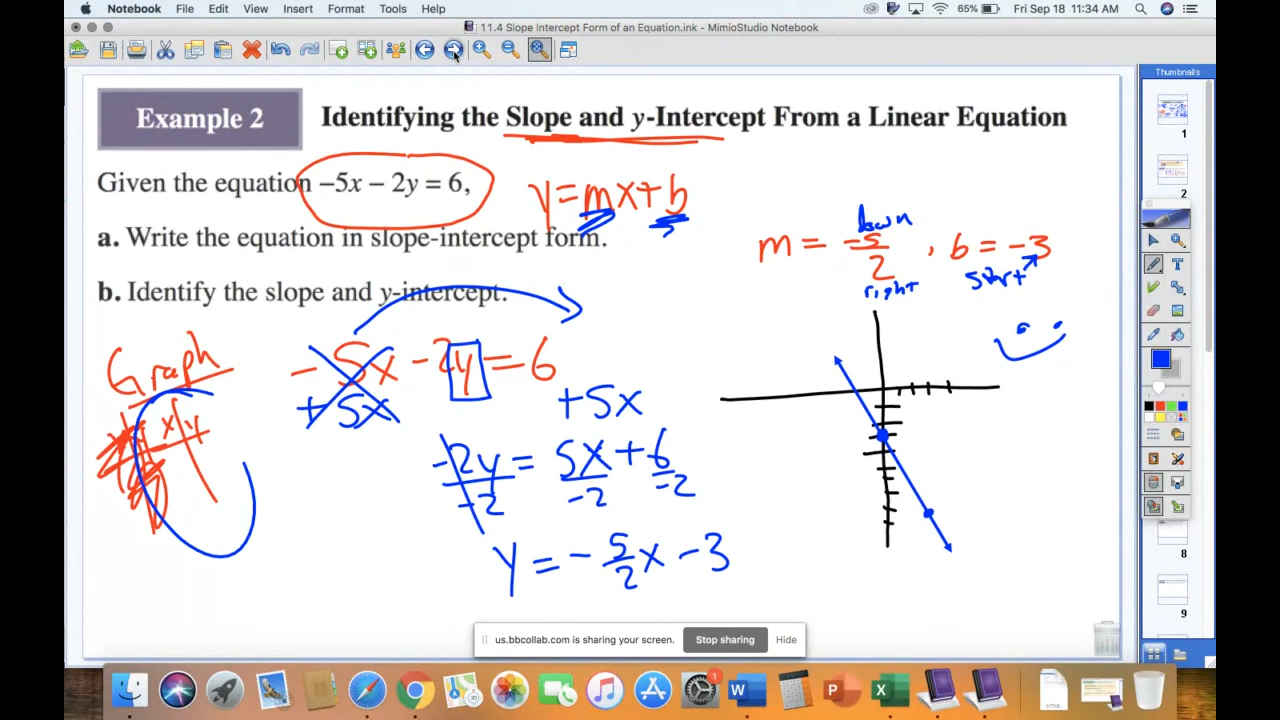 Notebook File Edit View Insert Format Tools Help 65% Fri Sep 18 11:34 AM
11.4 Slope Intercept Form of an Equation.ink - MimioStudio Notebook
Thumbnails
Example 2 Identifying the Slope and y-Intercept From a Linear Equation
Given the equation −5x − 2y = 6,
y=mx+b
a. Write the equation in slope-intercept form.
down
m = -5/2 , b = -3
right start
b. Identify the slope and y-intercept.
Graph
x y
-5x -2y = 6
+5x +5x
-2y = 5x + 6
-2 -2 -2
y = -5/2x -3
1
2
8
9
us.bbcollab.com is sharing your screen. Stop sharing Hide